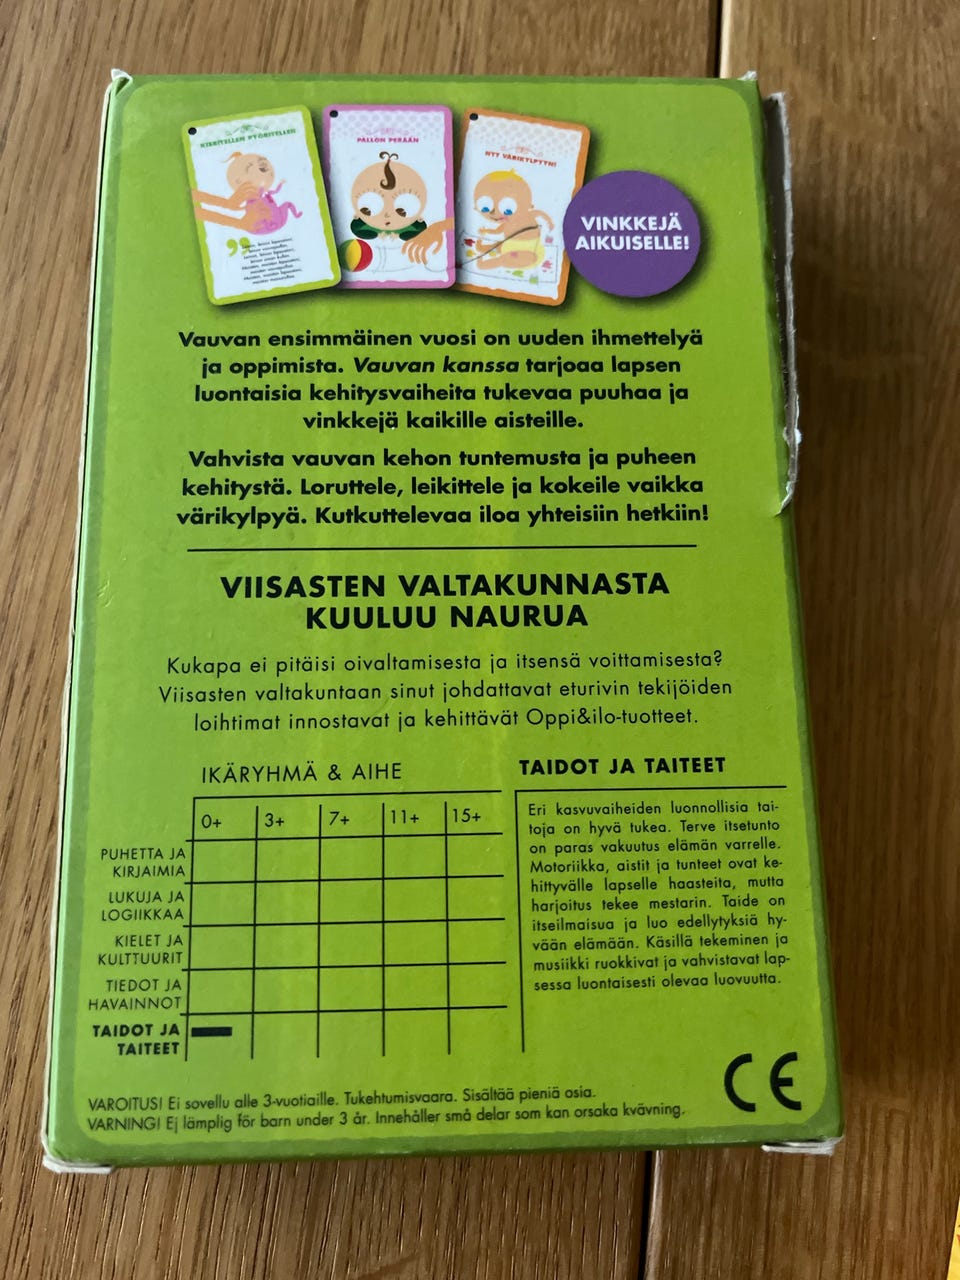 KIERITELLEN PYÖRITELLEN
PALLON PERÄÄN
NYT VÄRIKYLPYYN!
VINKKEJÄ
AIKUISELLE!
Vauvan ensimmäinen vuosi on uuden ihmettelyä
ja oppimista. Vauvan kanssa tarjoaa lapsen
luontaisia kehitysvaiheita tukevaa puuhaa ja
vinkkejä kaikille aisteille.
Vahvista vauvan kehon tuntemusta ja puheen
kehitystä. Loruttele, leikittele ja kokeile vaikka
värikylpyä. Kutkuttelevaa iloa yhteisiin hetkiin!
VIISASTEN VALTAKUNNASTA
KUULUU NAURUA
Kukapa ei pitäisi oivaltamisesta ja itsensä voittamisesta?
Viisasten valtakuntaan sinut johdattavat eturivin tekijöiden
loihtimat innostavat ja kehittävät Oppi&ilo-tuotteet.
IKÄRYHMÄ & AIHE
0+ 3+ 7+ 11+ 15+
PUHETTA JA
KIRJAIMIA
LUKUJA JA
LOGIIKKAA
KIELET JA
KULTTUURIT
TIEDOT JA
HAVAINNOT
TAIDOT JA
TAITEET
TAIDOT JA TAITEET
Eri kasvuvaiheiden luonnollisia tai-
toja on hyvä tukea. Terve itsetunto
on paras vakuutus elämän varrelle.
Motoriikka, aistit ja tunteet ovat ke-
hittyvälle lapselle haasteita, mutta
harjoitus tekee mestarin. Taide on
itseilmaisua ja luo edellytyksiä hy-
vään elämään. Käsillä tekeminen ja
musiikki ruokkivat ja vahvistavat lap-
sessa luontaisesti olevaa luovuutta.
CE
VAROITUS! Ei sovellu alle 3-vuotiaille. Tukehtumisvaara. Sisältää pieniä osia.
VARNING! Ej lämplig för barn under 3 år. Innehåller små delar som kan orsaka kvävning.